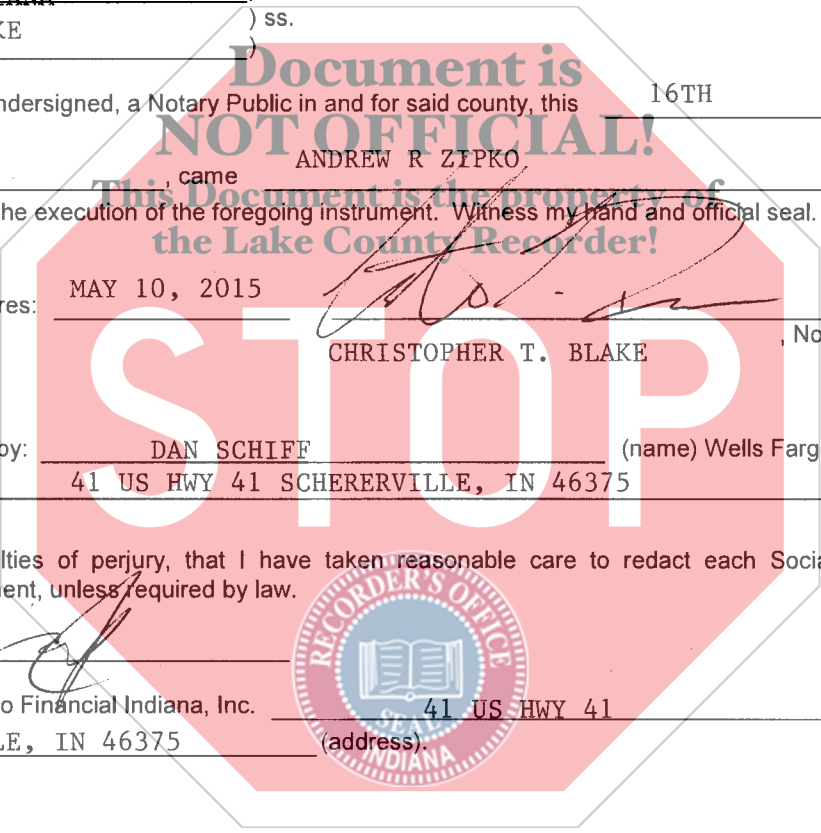 KE ) ss.
)
Document is
ndersigned, a Notary Public in and for said county, this 16TH
NOT OFFICIAL!
, came ANDREW R ZIPKO
This Document is the property of
he execution of the foregoing instrument. Witness my hand and official seal.
the Lake County Recorder!
res: MAY 10, 2015
CHRISTOPHER T. BLAKE , No
STOP
by: DAN SCHIFF (name) Wells Farg
41 US HWY 41 SCHERERVILLE, IN 46375
lties of perjury, that I have taken reasonable care to redact each Socia
ent, unless required by law.
RECORDER'S OFFICE
o Financial Indiana, Inc. 41 US HWY 41
SEAL
LE, IN 46375 (address).
INDIANA